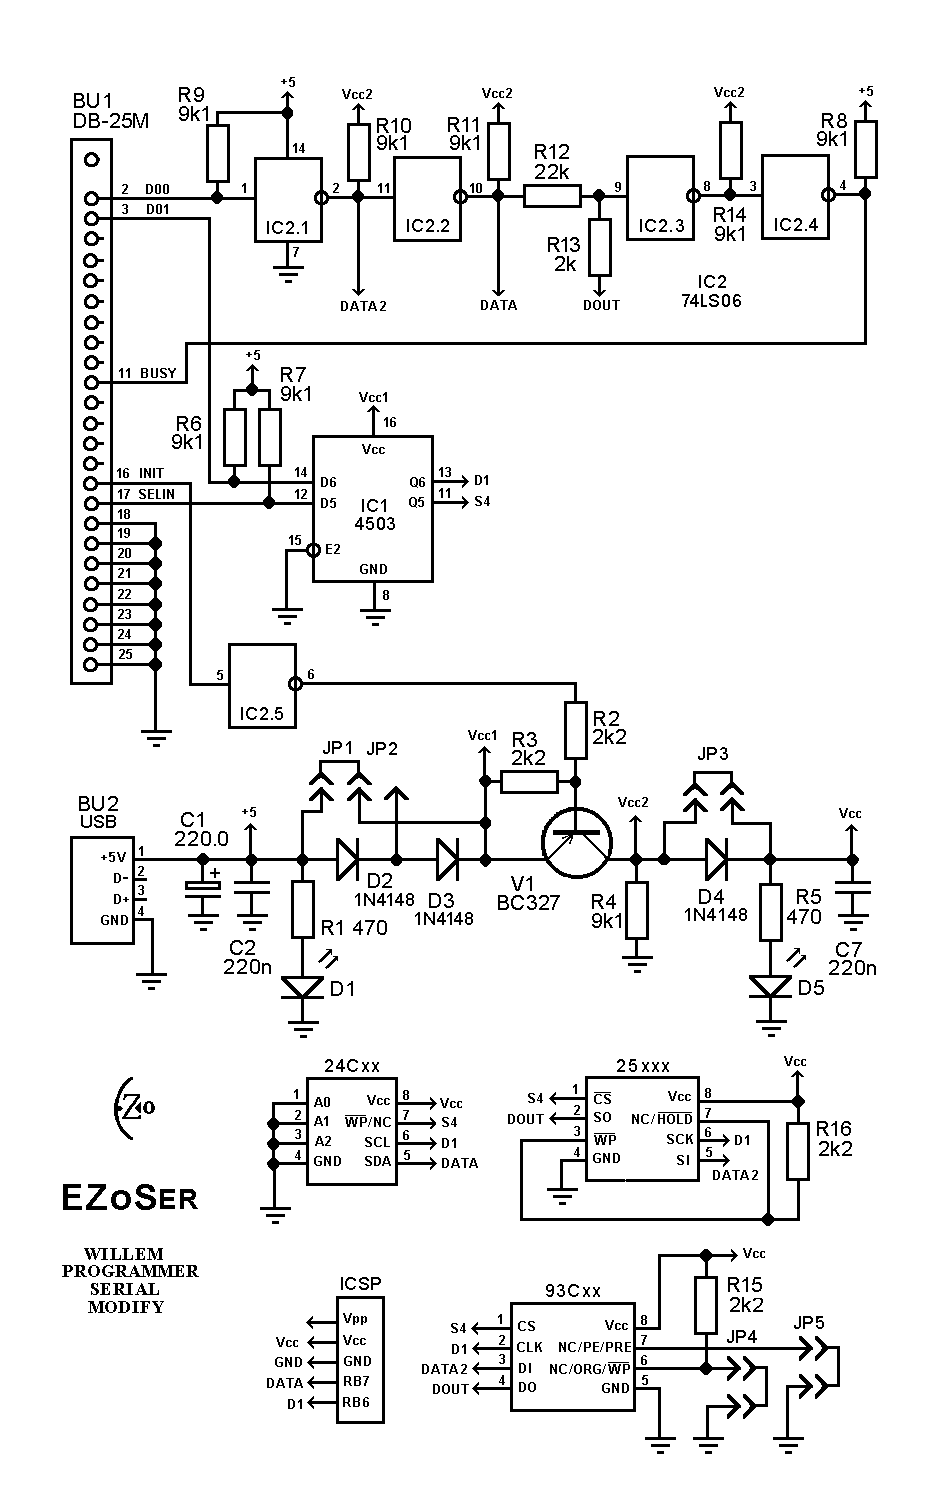 BU1
DB-25M
R9
9k1
+5
14
2 D00
3 D01
1
IC2.1
2
7
Vcc2
R10
9k1
DATA2
11
IC2.2
10
Vcc2
R11
9k1
DATA
R12
22k
R13
2k
DOUT
9
IC2.3
8
Vcc2
R14
9k1
3
IC2.4
4
+5
R8
9k1
IC2
74LS06
11 BUSY
+5
R7
9k1
R6
9k1
Vcc1
16
Vcc
14 D6
12 D5
15 E2
IC1
4503
Q6 13 D1
Q5 11 S4
GND
8
16 INIT
17 SELIN
18
19
20
21
22
23
24
25
5
IC2.5
6
R2
2k2
R3
2k2
Vcc1
JP1
JP2
JP3
Vcc2
Vcc
BU2
USB
+5V 1
D- 2
D+ 3
GND 4
C1
220.0
+
+5
C2
220n
R1 470
D1
D2
1N4148
D3
1N4148
V1
BC327
R4
9k1
D4
1N4148
R5
470
D5
C7
220n
24Cxx
1 A0
2 A1
3 A2
4 GND
Vcc 8 Vcc
WP/NC 7 S4
SCL 6 D1
SDA 5 DATA
25xxx
S4 1 CS
DOUT 2 SO
3 WP
4 GND
Vcc 8
NC/HOLD 7
SCK 6 D1
SI 5
DATA2
Vcc
R16
2k2
Zo
EZoSER
WILLEM
PROGRAMMER
SERIAL
MODIFY
ICSP
Vpp
Vcc Vcc
GND GND
DATA RB7
D1 RB6
93Cxx
S4 1 CS
D1 2 CLK
DATA2 3 DI
DOUT 4 DO
Vcc 8
NC/PE/PRE 7
NC/ORG/WP 6
GND 5
Vcc
R15
2k2
JP4
JP5